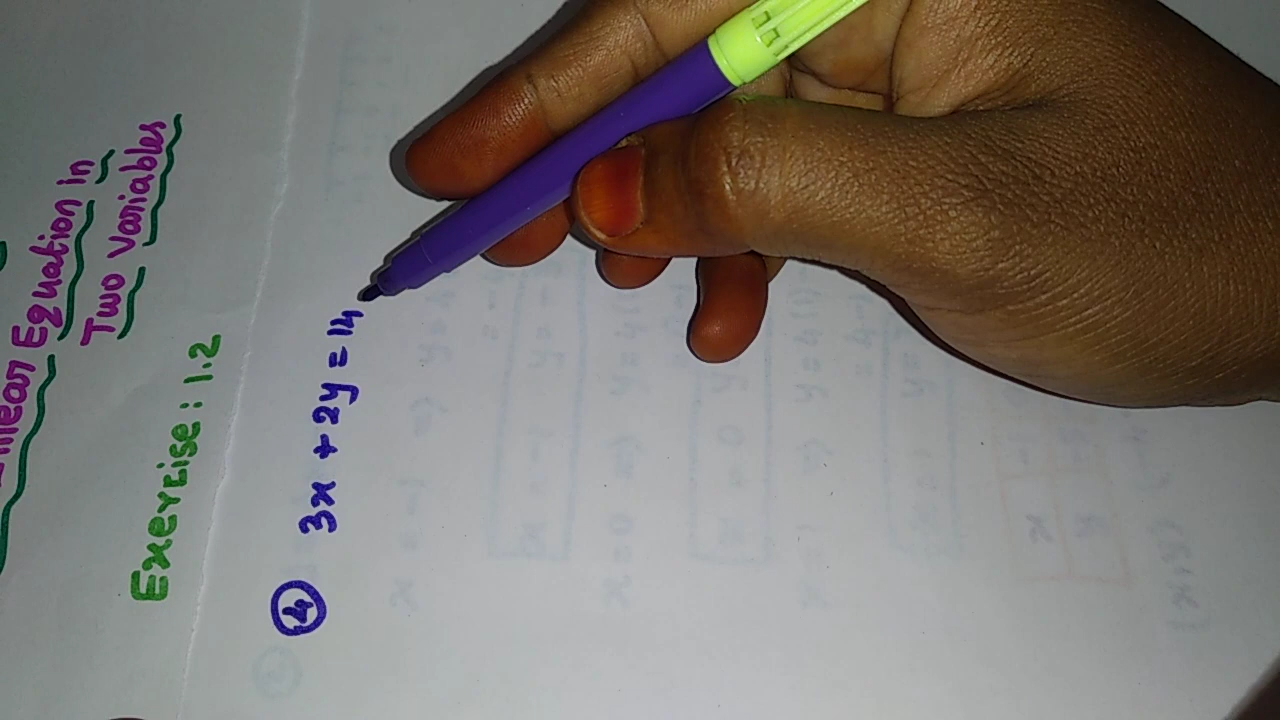 Linear Equation in
Two Variables
Exercise : 1.2
4 3x + 2y = 14